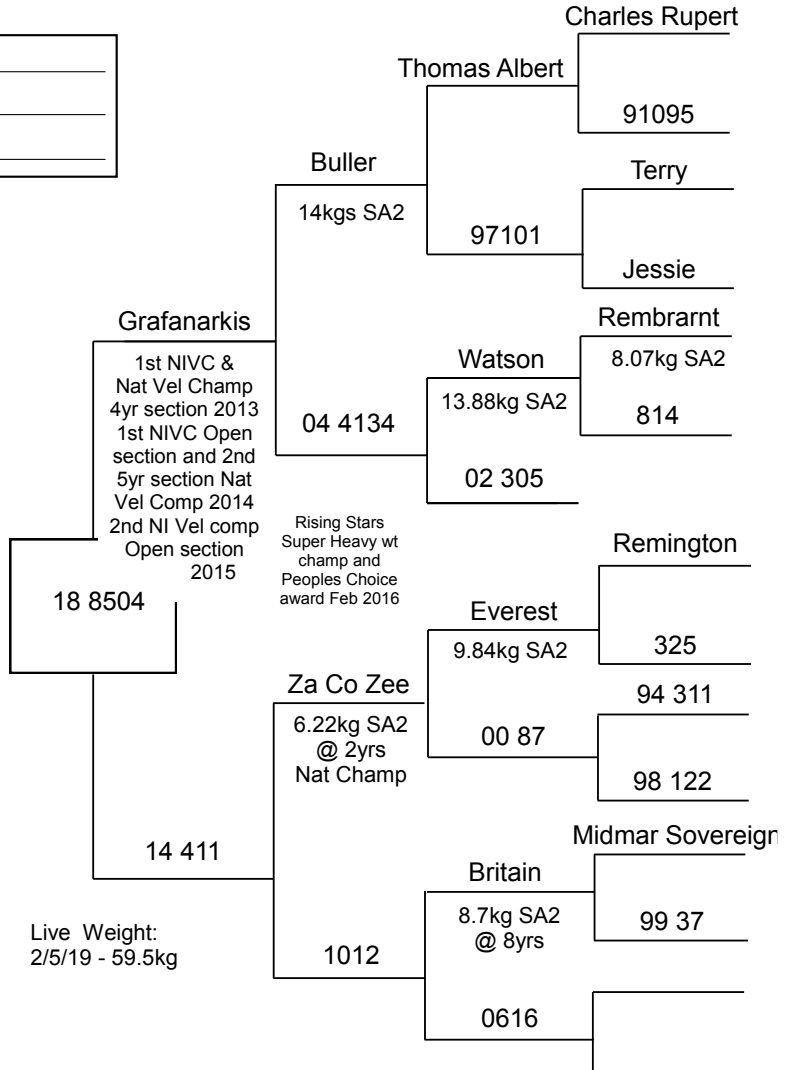 Charles Rupert
Thomas Albert
91095
Buller
14kgs SA2
Terry
97101
Jessie
Grafanarkis
1st NIVC &
Nat Vel Champ
4yr section 2013
1st NIVC Open
section and 2nd
5yr section Nat
Vel Comp 2014
2nd NI Vel comp
Open section
2015
Rembrarnt
Watson
8.07kg SA2
13.88kg SA2
814
04 4134
02 305
Rising Stars
Super Heavy wt
champ and
Peoples Choice
award Feb 2016
18 8504
Remington
Everest
9.84kg SA2
325
Za Co Zee
6.22kg SA2
@ 2yrs
Nat Champ
94 311
00 87
98 122
14 411
Midmar Sovereign
Britain
8.7kg SA2
@ 8yrs
99 37
1012
0616
Live Weight:
2/5/19 - 59.5kg